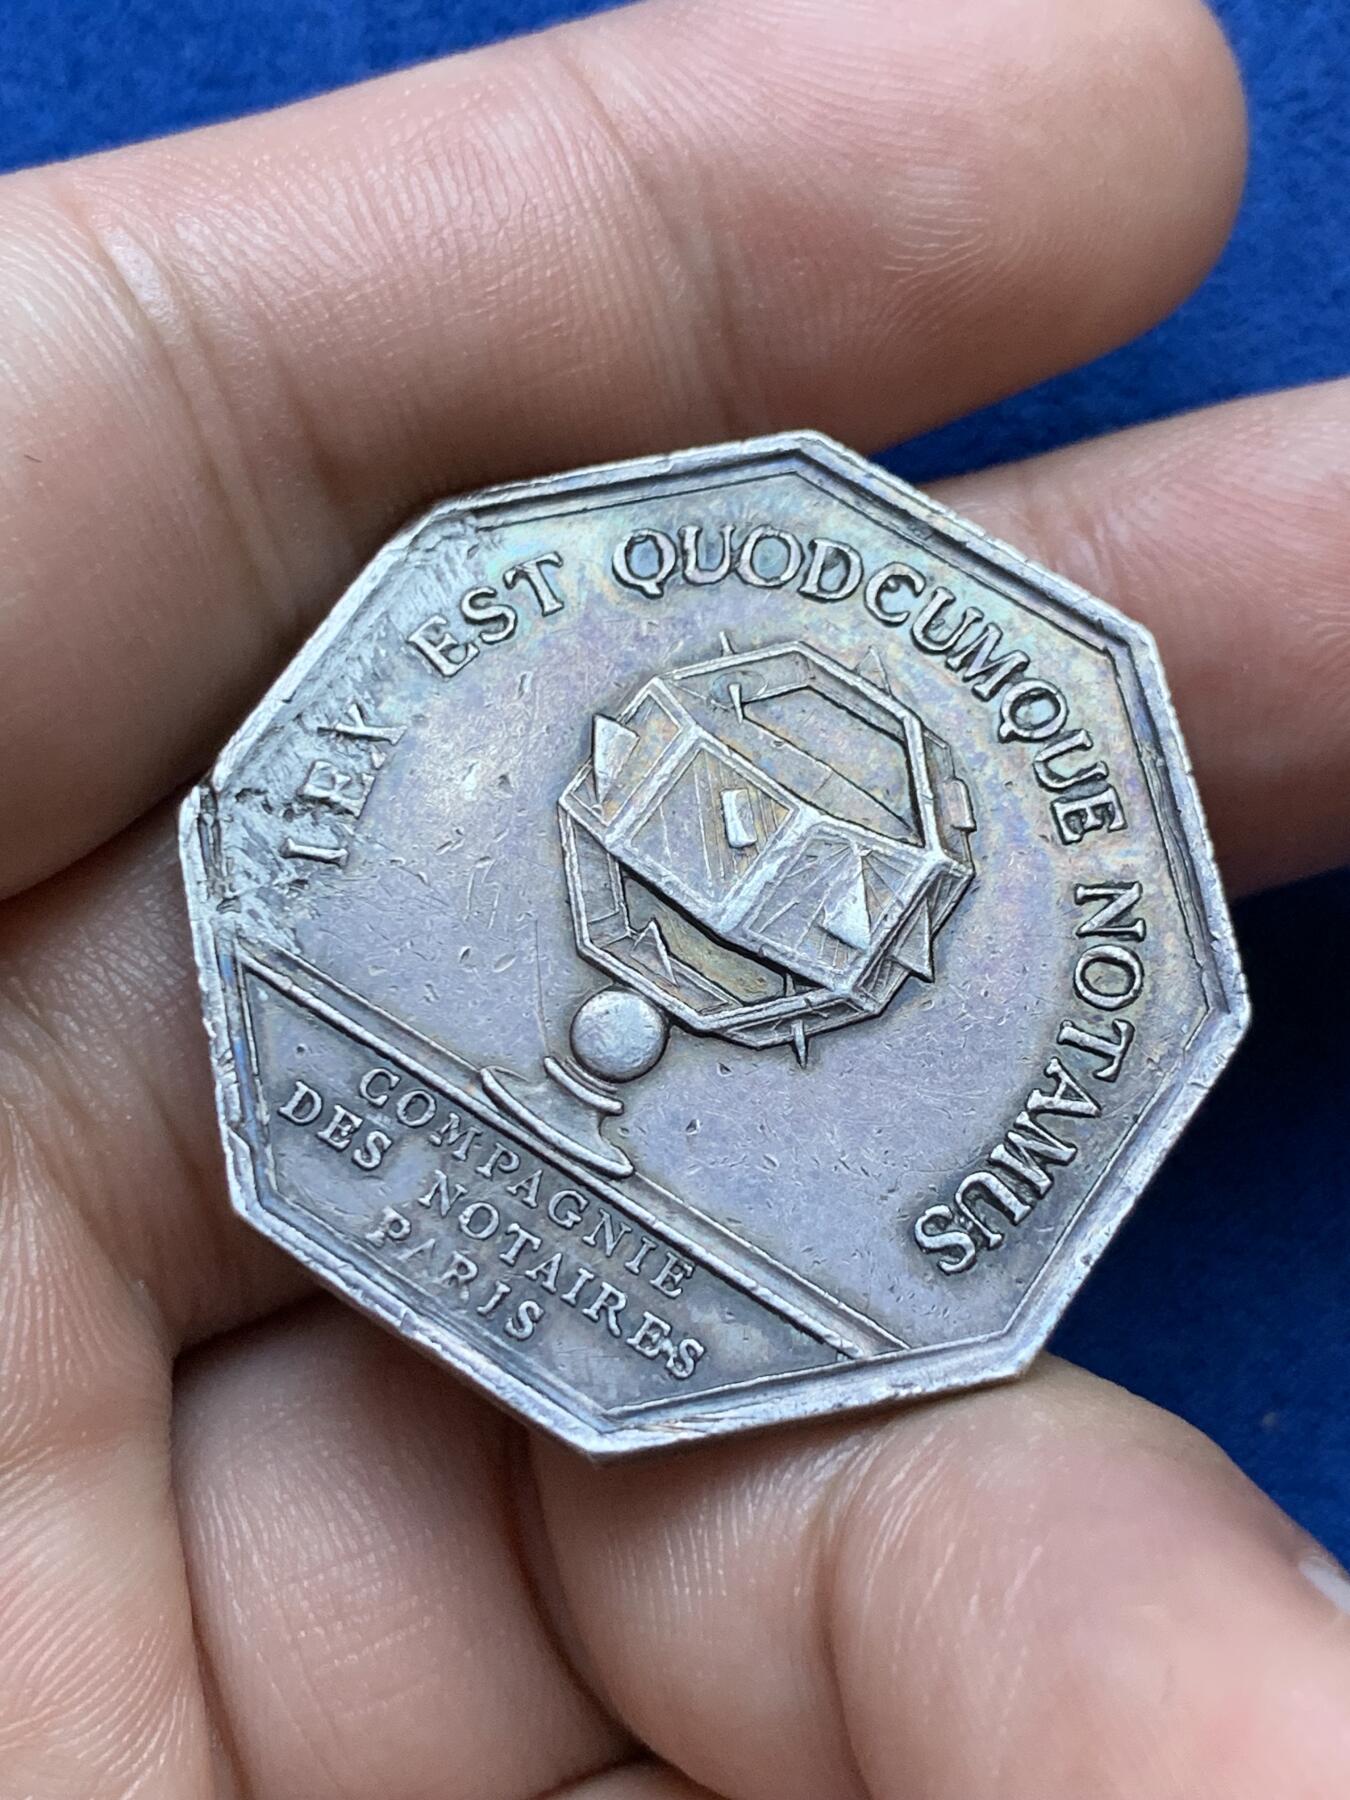 LEX EST QUODCUMQUE NOTAMUS
COMPAGNIE
DES NOTAIRES
PARIS